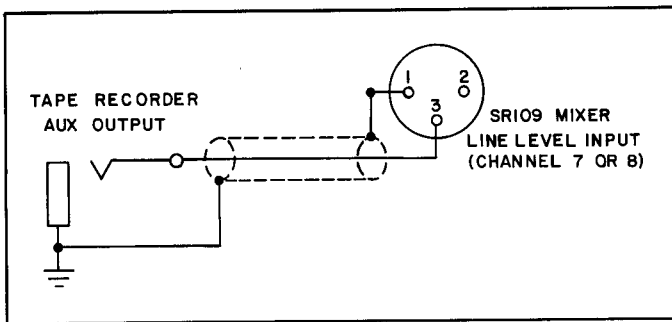 TAPE RECORDER
AUX OUTPUT
1
2
3
SR109 MIXER
LINE LEVEL INPUT
(CHANNEL 7 OR 8)